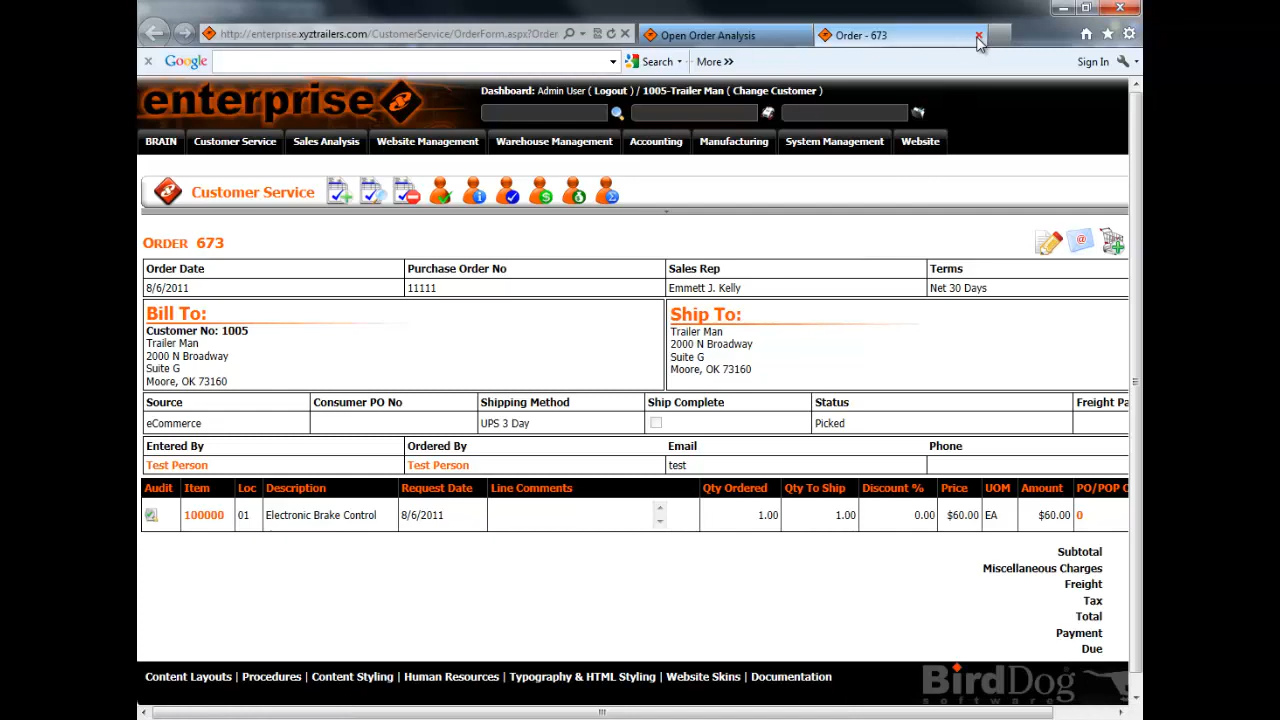 http://enterprise.xyztrailers.com/CustomerService/OrderForm.aspx?Order
Open Order Analysis
Order - 673
Google
Search
More »
Sign In
enterprise
Dashboard: Admin User ( Logout ) / 1005-Trailer Man ( Change Customer )
BRAIN
Customer Service
Sales Analysis
Website Management
Warehouse Management
Accounting
Manufacturing
System Management
Website
Customer Service
ORDER 673
Order Date
Purchase Order No
Sales Rep
Terms
8/6/2011
11111
Emmett J. Kelly
Net 30 Days
Bill To:
Customer No: 1005
Trailer Man
2000 N Broadway
Suite G
Moore, OK 73160
Ship To:
Trailer Man
2000 N Broadway
Suite G
Moore, OK 73160
Source
Consumer PO No
Shipping Method
Ship Complete
Status
Freight Pa
eCommerce
UPS 3 Day
Picked
Entered By
Ordered By
Email
Phone
Test Person
Test Person
test
Audit
Item
Loc
Description
Request Date
Line Comments
Qty Ordered
Qty To Ship
Discount %
Price
UOM
Amount
PO/POP O
100000
01
Electronic Brake Control
8/6/2011
1.00
1.00
0.00
$60.00
EA
$60.00
0
Subtotal
Miscellaneous Charges
Freight
Tax
Total
Payment
Due
Content Layouts | Procedures | Content Styling | Human Resources | Typography & HTML Styling | Website Skins | Documentation
BirdDog
software